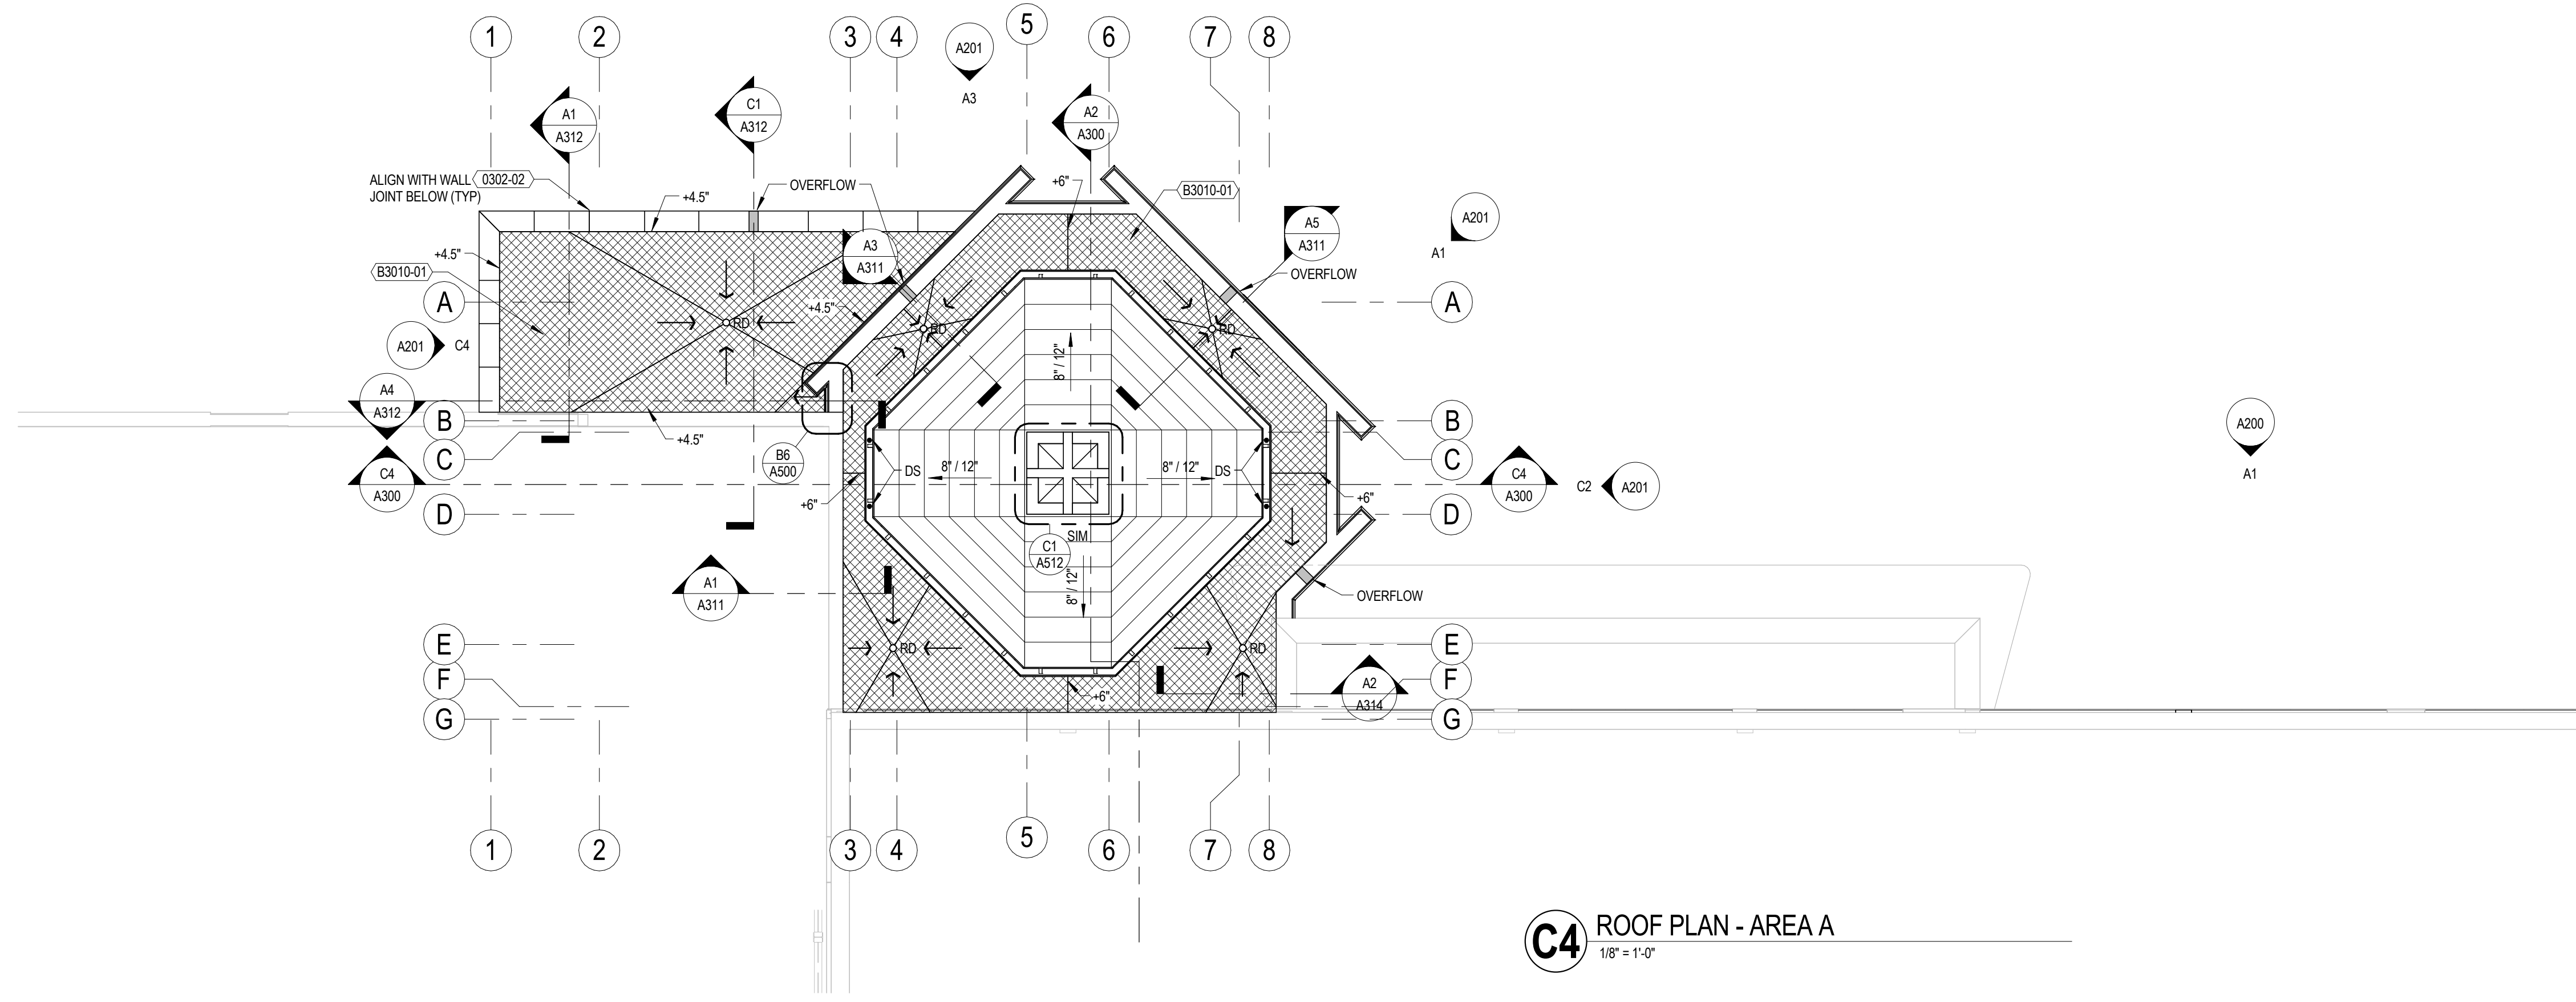 1
2
3
4
5
6
7
8
A201
A3
A1
A312
C1
A312
A2
A300
ALIGN WITH WALL
JOINT BELOW (TYP)
0302-02
+4.5"
OVERFLOW
+6"
B3010-01
A5
A311
A201
A1
A3
A311
+4.5"
B3010-01
OVERFLOW
A
A
+4.5"
RD
RD
RD
A201
C4
8" / 12"
A4
A312
B
B
A200
A1
+4.5"
C
C
B6
A500
DS
8" / 12"
8" / 12"
DS
C4
A300
C4
A300
C2
A201
+6"
+6"
D
D
SIM
C1
A512
8" / 12"
A1
A311
OVERFLOW
E
E
RD
RD
F
F
A2
A314
+6"
G
G
1
2
3
4
5
6
7
8
C4
ROOF PLAN - AREA A
1/8" = 1'-0"